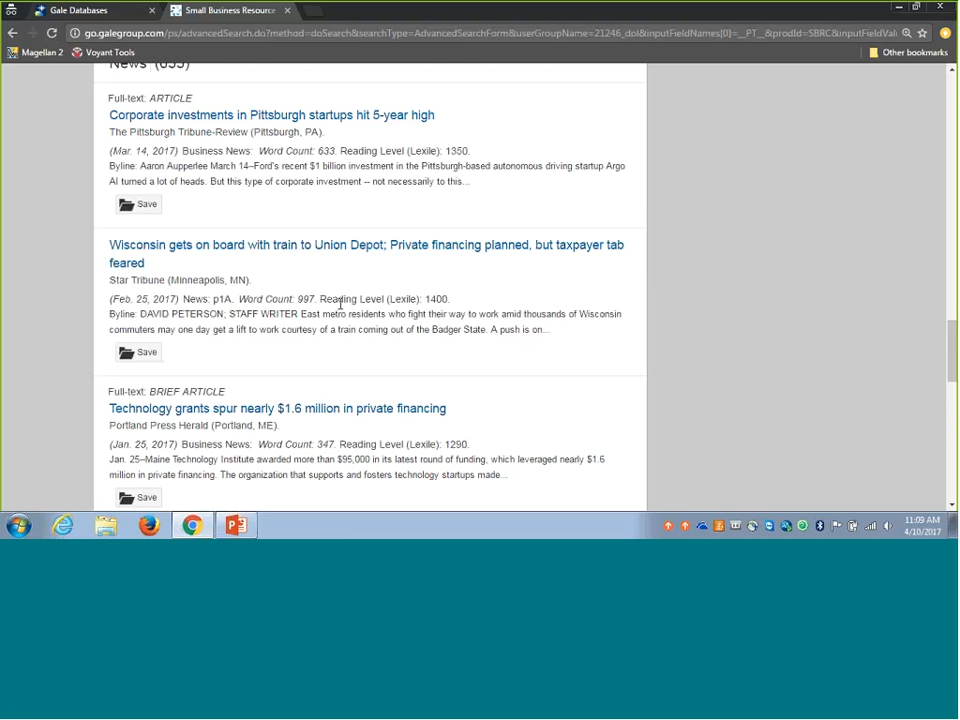 Gale Databases
Small Business Resource
go.galegroup.com/ps/advancedSearch.do?method=doSearch&searchType=AdvancedSearchForm&userGroupName=21246_dol&inputFieldNames[0]=__PT__&prodId=SBRC&inputFieldVal
Magellan 2
Voyant Tools
Other bookmarks
News (653)
Full-text: ARTICLE
Corporate investments in Pittsburgh startups hit 5-year high
The Pittsburgh Tribune-Review (Pittsburgh, PA).
(Mar. 14, 2017) Business News: Word Count: 633. Reading Level (Lexile): 1350.
Byline: Aaron Aupperlee March 14--Ford's recent $1 billion investment in the Pittsburgh-based autonomous driving startup Argo
AI turned a lot of heads. But this type of corporate investment -- not necessarily to this...
Save
Wisconsin gets on board with train to Union Depot; Private financing planned, but taxpayer tab
feared
Star Tribune (Minneapolis, MN).
(Feb. 25, 2017) News: p1A. Word Count: 997. Reading Level (Lexile): 1400.
Byline: DAVID PETERSON; STAFF WRITER East metro residents who fight their way to work amid thousands of Wisconsin
commuters may one day get a lift to work courtesy of a train coming out of the Badger State. A push is on...
Save
Full-text: BRIEF ARTICLE
Technology grants spur nearly $1.6 million in private financing
Portland Press Herald (Portland, ME).
(Jan. 25, 2017) Business News: Word Count: 347. Reading Level (Lexile): 1290.
Jan. 25--Maine Technology Institute awarded more than $95,000 in its latest round of funding, which leveraged nearly $1.6
million in private financing. The organization that supports and fosters technology startups made...
Save
11:09 AM
4/10/2017